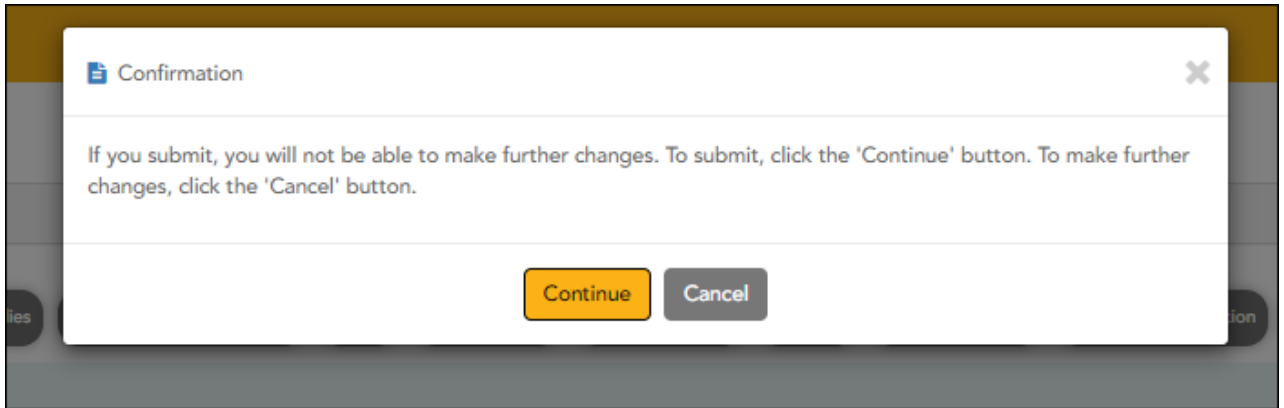 Confirmation
If you submit, you will not be able to make further changes. To submit, click the 'Continue' button. To make further
changes, click the 'Cancel' button.
Continue Cancel